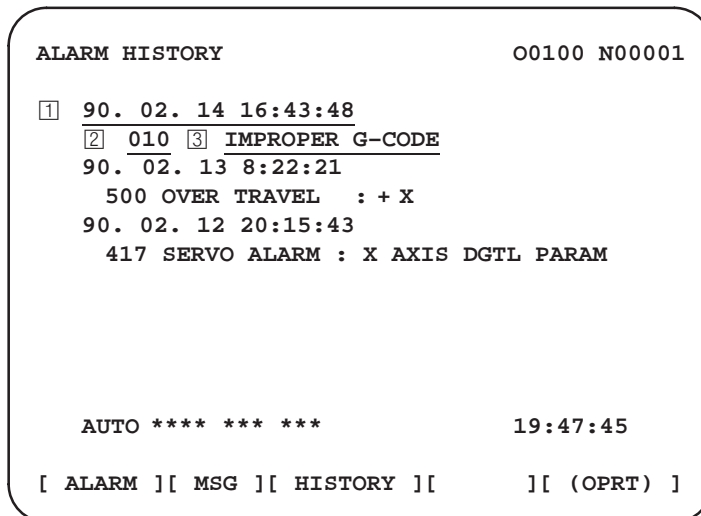 ALARM HISTORY O0100 N00001
1 90. 02. 14 16:43:48
2 010 3 IMPROPER G−CODE
90. 02. 13 8:22:21
500 OVER TRAVEL : + X
90. 02. 12 20:15:43
417 SERVO ALARM : X AXIS DGTL PARAM
AUTO **** *** *** 19:47:45
[ ALARM ][ MSG ][ HISTORY ][ ][ (OPRT) ]